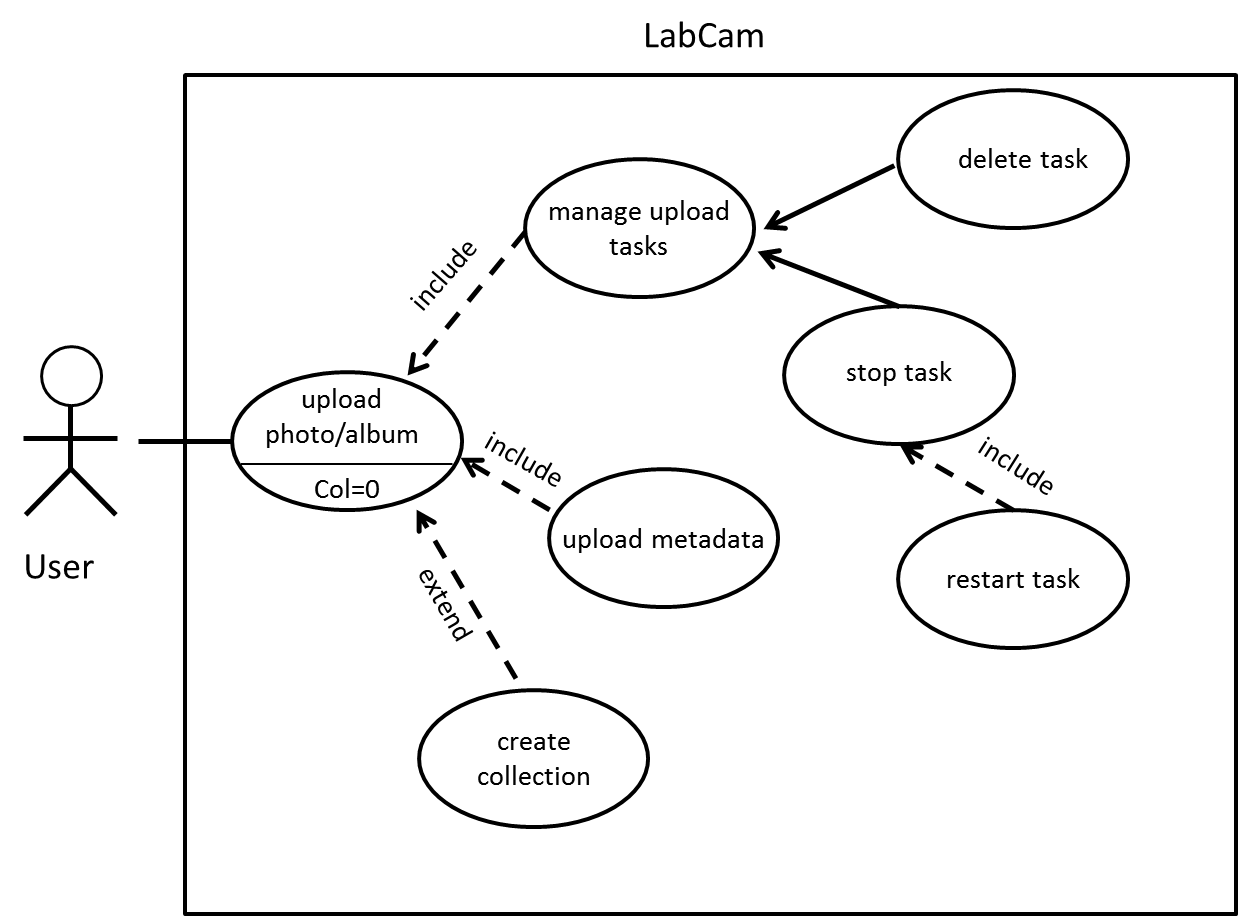 LabCam
delete task
manage upload
tasks
include
stop task
upload
photo/album
Col=0
include
include
upload metadata
User
restart task
extend
create
collection